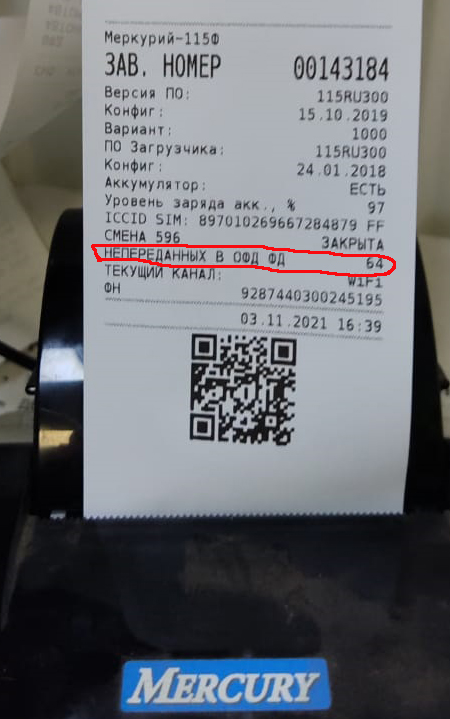 Меркурий-115Ф
ЗАВ. НОМЕР 00143184
Версия ПО: 115RU300
Конфиг: 15.10.2019
Вариант: 1000
ПО Загрузчика: 115RU300
Конфиг: 24.01.2018
Аккумулятор: ЕСТЬ
Уровень заряда акк., % 97
ICCID SIM: 897010269667284879 FF
СМЕНА 596 ЗАКРЫТА
НЕПЕРЕДАННЫХ В ОФД ФД 64
ТЕКУЩИЙ КАНАЛ: WiFi
ФН 9287440300245195
03.11.2021 16:39
MERCURY